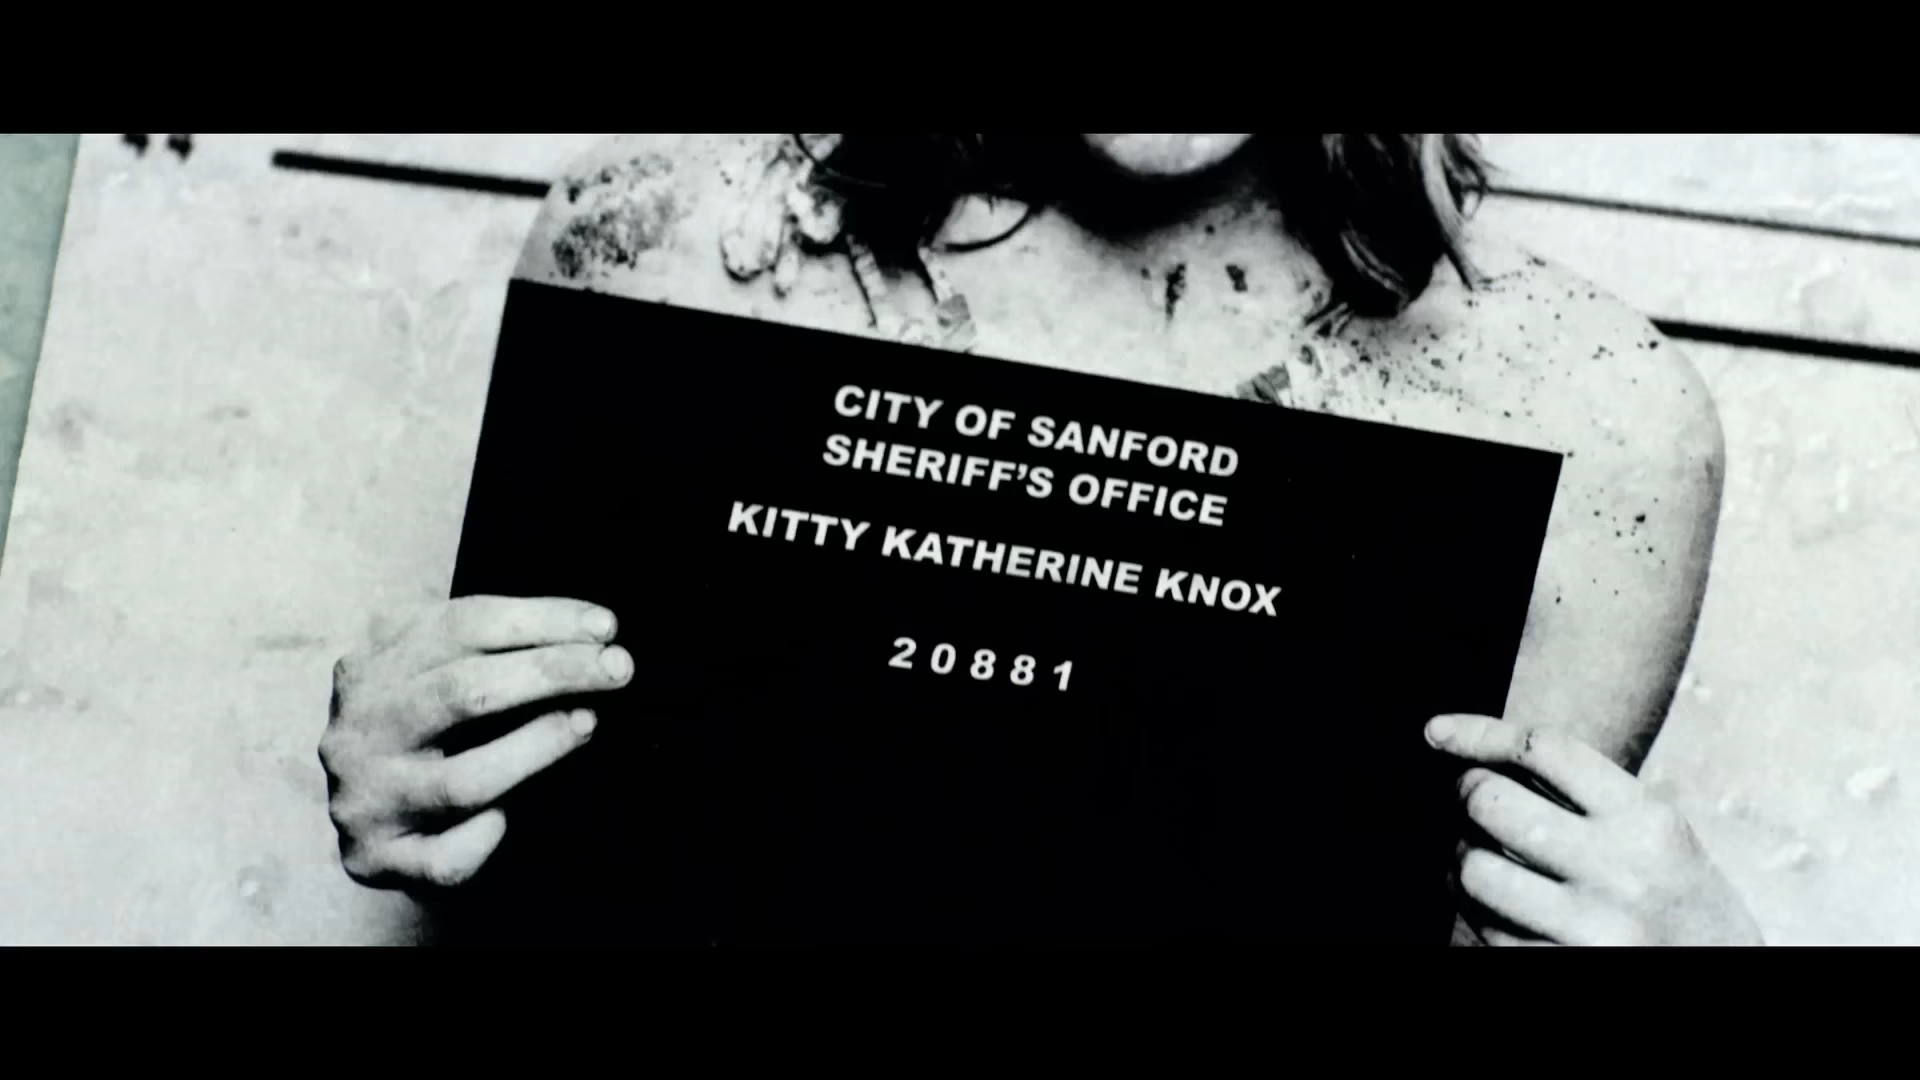 CITY OF SANFORD
SHERIFF'S OFFICE
KITTY KATHERINE KNOX
20881